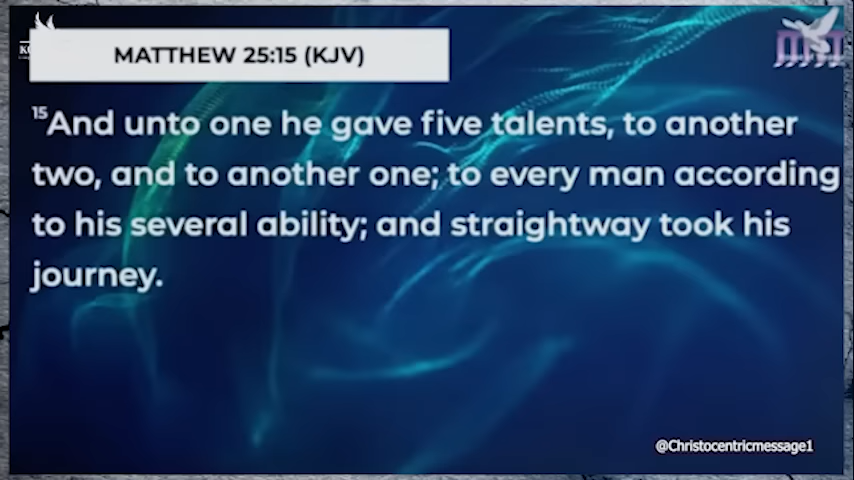 MATTHEW 25:15 (KJV)
15And unto one he gave five talents, to another
two, and to another one; to every man according
to his several ability; and straightway took his
journey.
@Christocentricmessage1